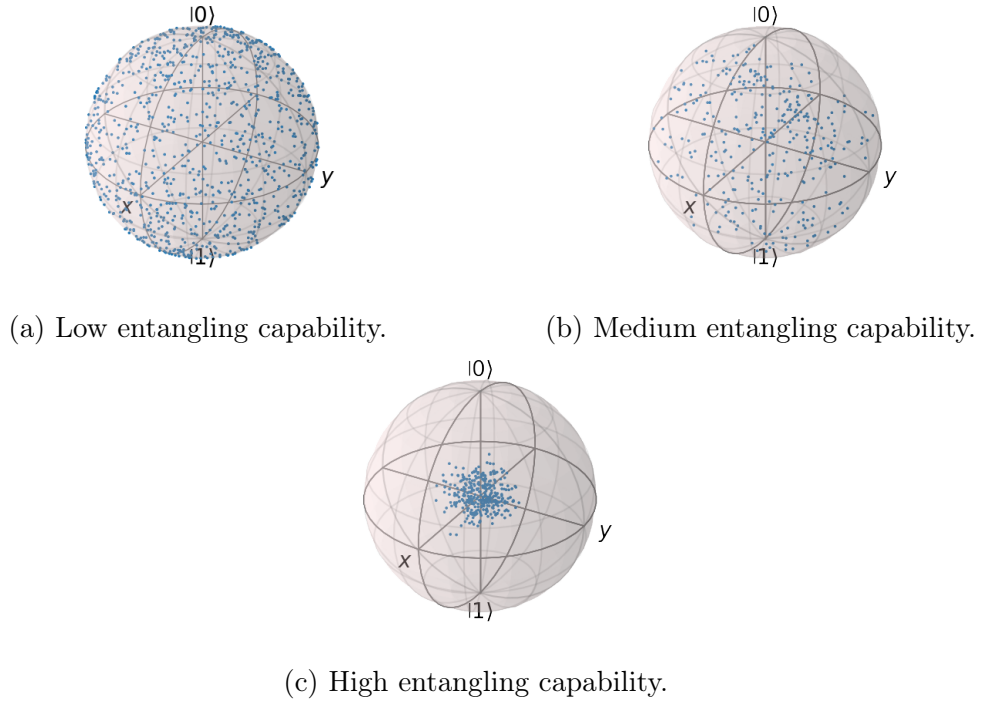 |0⟩
|0⟩
y
y
x
x
|1⟩
|1⟩
(a) Low entangling capability.
(b) Medium entangling capability.
|0⟩
y
x
|1⟩
(c) High entangling capability.